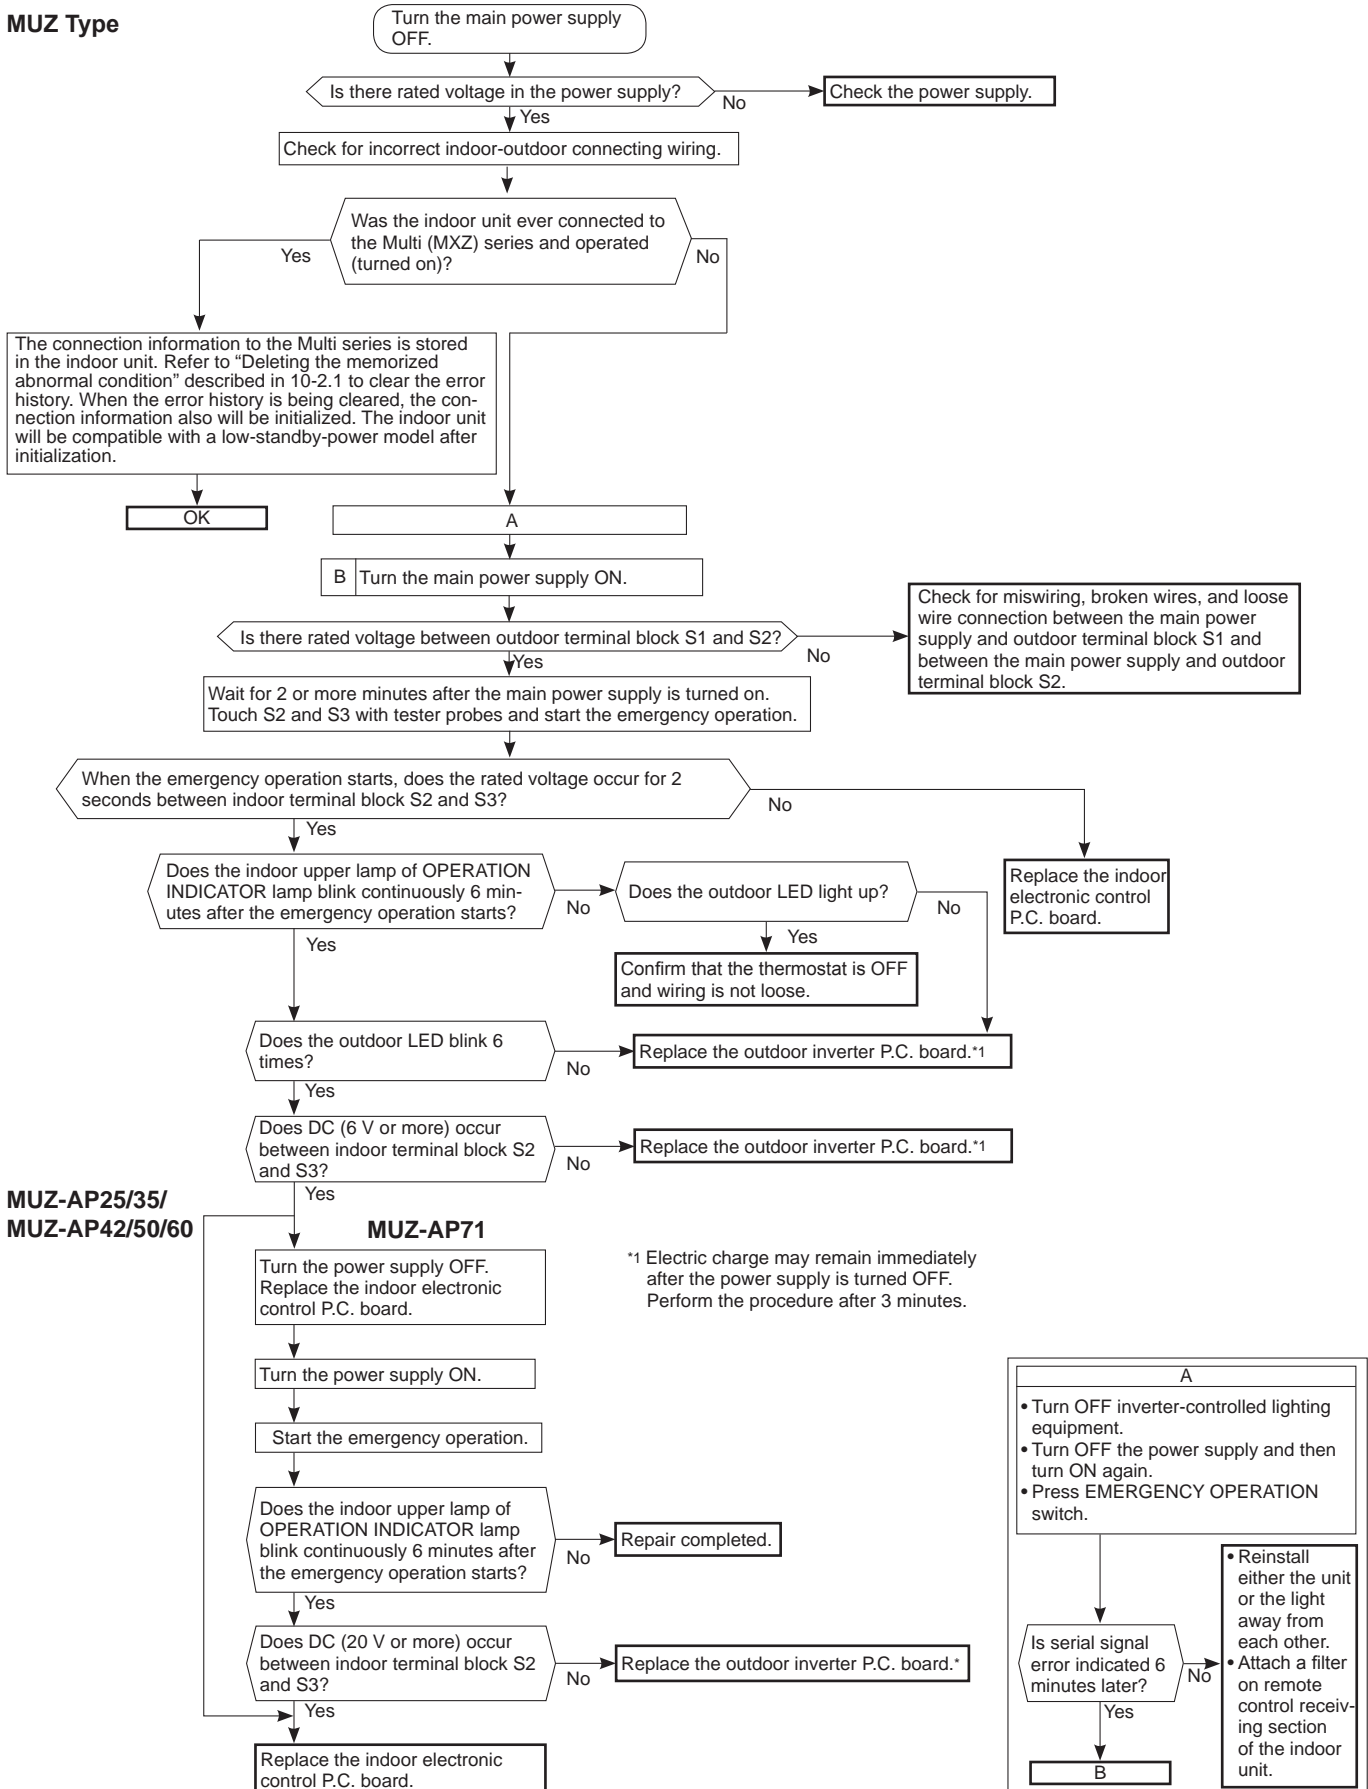 MUZ Type
Turn the main power supply
OFF.
Is there rated voltage in the power supply?
No
Check the power supply.
Yes
Check for incorrect indoor-outdoor connecting wiring.
Was the indoor unit ever connected to
the Multi (MXZ) series and operated
(turned on)?
Yes
No
The connection information to the Multi series is stored
in the indoor unit. Refer to “Deleting the memorized
abnormal condition” described in 10-2.1 to clear the error
history. When the error history is being cleared, the con-
nection information also will be initialized. The indoor unit
will be compatible with a low-standby-power model after
initialization.
OK
A
B Turn the main power supply ON.
Is there rated voltage between outdoor terminal block S1 and S2?
No
Check for miswiring, broken wires, and loose
wire connection between the main power
supply and outdoor terminal block S1 and
between the main power supply and outdoor
terminal block S2.
Yes
Wait for 2 or more minutes after the main power supply is turned on.
Touch S2 and S3 with tester probes and start the emergency operation.
When the emergency operation starts, does the rated voltage occur for 2
seconds between indoor terminal block S2 and S3?
No
Replace the indoor
electronic control
P.C. board.
Yes
Does the indoor upper lamp of OPERATION
INDICATOR lamp blink continuously 6 min-
utes after the emergency operation starts?
No
Does the outdoor LED light up?
No
Yes
Confirm that the thermostat is OFF
and wiring is not loose.
Yes
Does the outdoor LED blink 6
times?
No
Replace the outdoor inverter P.C. board.*1
Yes
Does DC (6 V or more) occur
between indoor terminal block S2
and S3?
No
Replace the outdoor inverter P.C. board.*1
Yes
MUZ-AP25/35/
MUZ-AP42/50/60
MUZ-AP71
*1 Electric charge may remain immediately
after the power supply is turned OFF.
Perform the procedure after 3 minutes.
Turn the power supply OFF.
Replace the indoor electronic
control P.C. board.
Turn the power supply ON.
Start the emergency operation.
Does the indoor upper lamp of
OPERATION INDICATOR lamp
blink continuously 6 minutes after
the emergency operation starts?
No
Repair completed.
Yes
Does DC (20 V or more) occur
between indoor terminal block S2
and S3?
No
Replace the outdoor inverter P.C. board.*
Yes
Replace the indoor electronic
control P.C. board.
A
• Turn OFF inverter-controlled lighting
equipment.
• Turn OFF the power supply and then
turn ON again.
• Press EMERGENCY OPERATION
switch.
Is serial signal
error indicated 6
minutes later?
No
• Reinstall
either the unit
or the light
away from
each other.
• Attach a filter
on remote
control receiv-
ing section
of the indoor
unit.
Yes
B